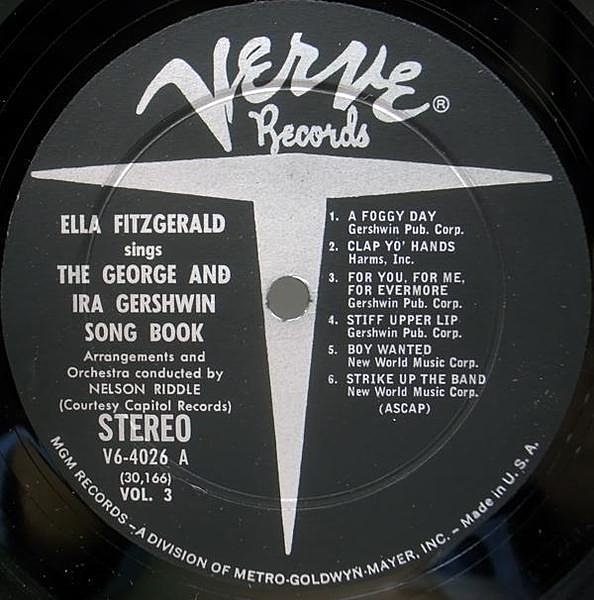 Verve®
Records
ELLA FITZGERALD
sings
THE GEORGE AND
IRA GERSHWIN
SONG BOOK
Arrangements and
Orchestra conducted by
NELSON RIDDLE
(Courtesy Capitol Records)
STEREO
V6-4026 A
(30,166)
VOL. 3
1. A FOGGY DAY
Gershwin Pub. Corp.
2. CLAP YO' HANDS
Harms, Inc.
3. FOR YOU, FOR ME,
FOR EVERMORE
Gershwin Pub. Corp.
4. STIFF UPPER LIP
Gershwin Pub. Corp.
5. BOY WANTED
New World Music Corp.
6. STRIKE UP THE BAND
New World Music Corp.
(ASCAP)
MGM RECORDS – A DIVISION OF METRO-GOLDWYN-MAYER, INC. – Made in U. S. A.